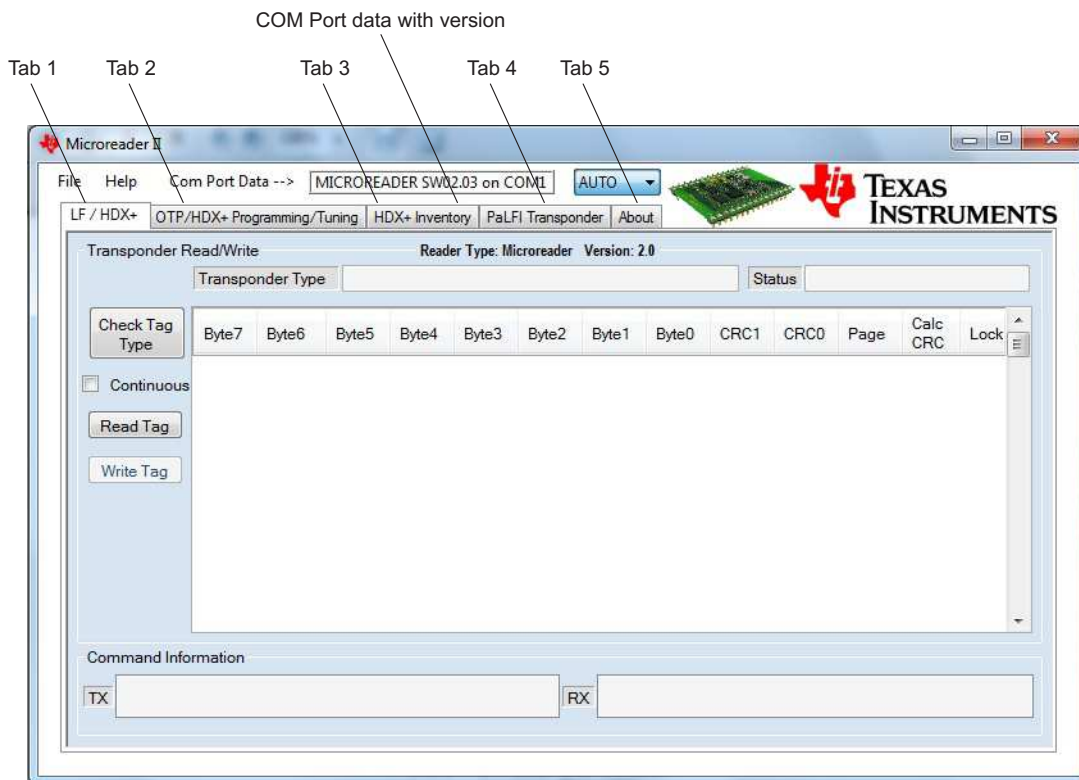 COM Port data with version
Tab 1 Tab 2 Tab 3 Tab 4 Tab 5
Microreader II
File Help Com Port Data --> MICROREADER SW02.03 on COM1 AUTO
TEXAS
INSTRUMENTS
LF / HDX+ OTP/HDX+ Programming/Tuning HDX+ Inventory PaLFI Transponder About
Transponder Read/Write Reader Type: Microreader Version: 2.0
Transponder Type Status
Check Tag
Type
Byte7 Byte6 Byte5 Byte4 Byte3 Byte2 Byte1 Byte0 CRC1 CRC0 Page Calc
CRC Lock
Continuous
Read Tag
Write Tag
Command Information
TX RX